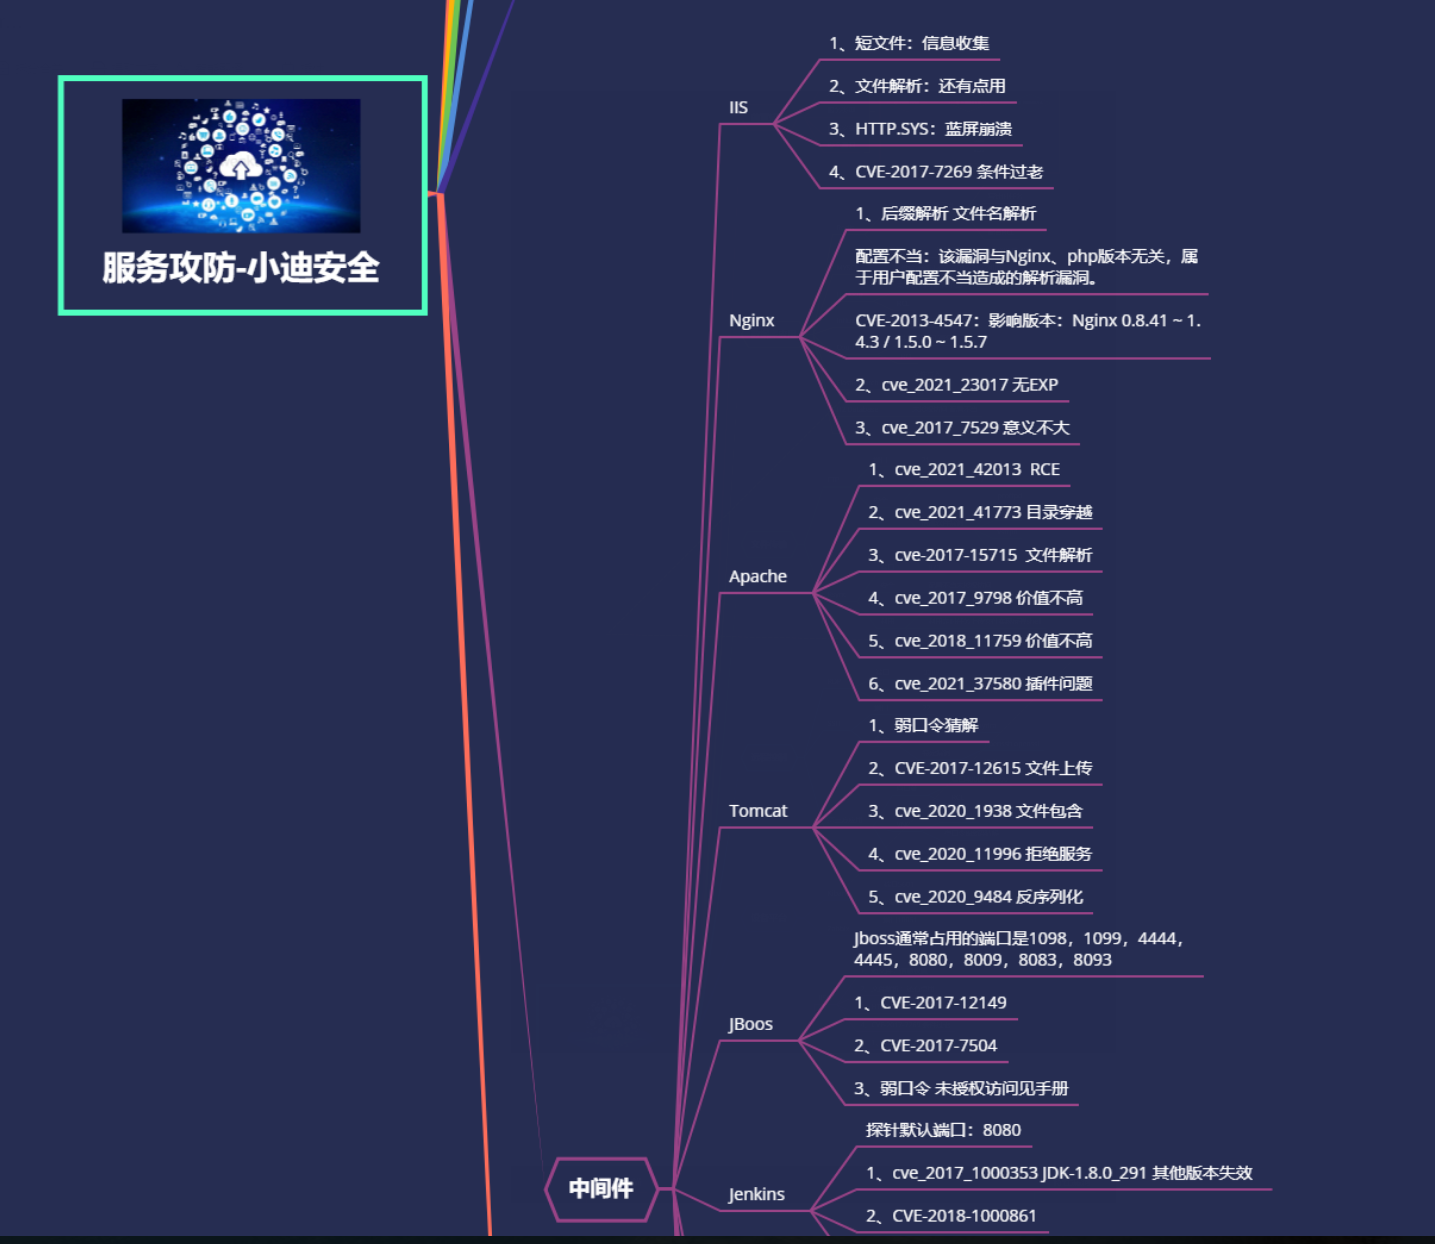 服务攻防-小迪安全
中间件
IIS
1、短文件：信息收集
2、文件解析：还有点用
3、HTTP.SYS：蓝屏崩溃
4、CVE-2017-7269 条件过老
Nginx
1、后缀解析 文件名解析
配置不当：该漏洞与Nginx、php版本无关，属
于用户配置不当造成的解析漏洞。
CVE-2013-4547：影响版本：Nginx 0.8.41 ~ 1.
4.3 / 1.5.0 ~ 1.5.7
2、cve_2021_23017 无EXP
3、cve_2017_7529 意义不大
Apache
1、cve_2021_42013  RCE
2、cve_2021_41773 目录穿越
3、cve-2017-15715  文件解析
4、cve_2017_9798 价值不高
5、cve_2018_11759 价值不高
6、cve_2021_37580 插件问题
Tomcat
1、弱口令猜解
2、CVE-2017-12615 文件上传
3、cve_2020_1938 文件包含
4、cve_2020_11996 拒绝服务
5、cve_2020_9484 反序列化
JBoos
Jboss通常占用的端口是1098，1099，4444，
4445，8080，8009，8083，8093
1、CVE-2017-12149
2、CVE-2017-7504
3、弱口令 未授权访问见手册
Jenkins
探针默认端口：8080
1、cve_2017_1000353 JDK-1.8.0_291 其他版本失效
2、CVE-2018-1000861